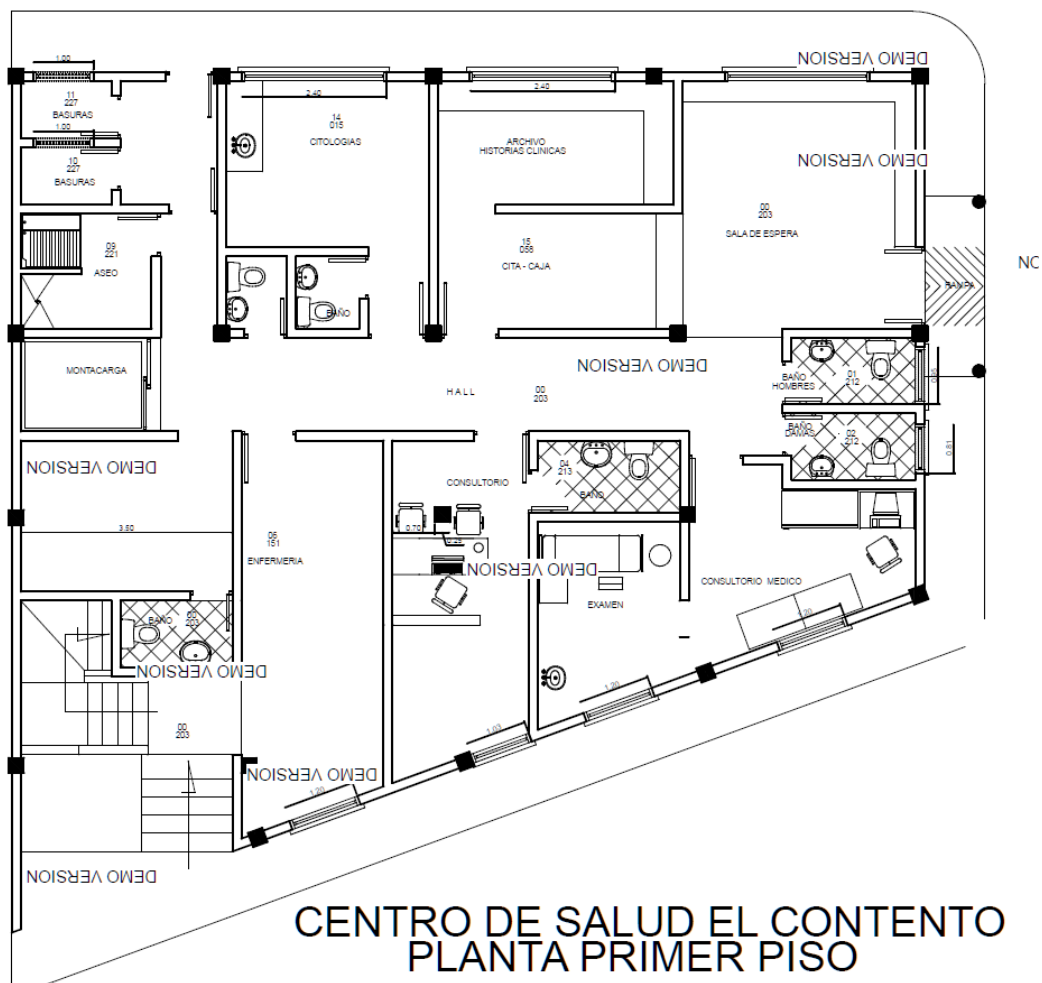 DEMO VERSION
1.00
11
227
BASURAS
1.00
10
227
BASURAS
2.40
14
015
CITOLOGIAS
2.40
ARCHIVO
HISTORIAS CLINICAS
DEMO VERSION
00
203
SALA DE ESPERA
09
221
ASEO
15
058
CITA - CAJA
NO
RAMPA
BAÑO
MONTACARGA
DEMO VERSION
HALL
00
203
BAÑO
HOMBRES
01
212
BAÑO
DAMAS
02
212
0.81
DEMO VERSION
3.50
06
151
ENFERMERIA
CONSULTORIO
04
213
BAÑO
0.70
0.25
DEMO VERSION
EXAMEN
CONSULTORIO MEDICO
1.20
BAÑO
00
203
DEMO VERSION
1.20
00
203
1.03
DEMO VERSION
1.20
DEMO VERSION
CENTRO DE SALUD EL CONTENTO
PLANTA PRIMER PISO